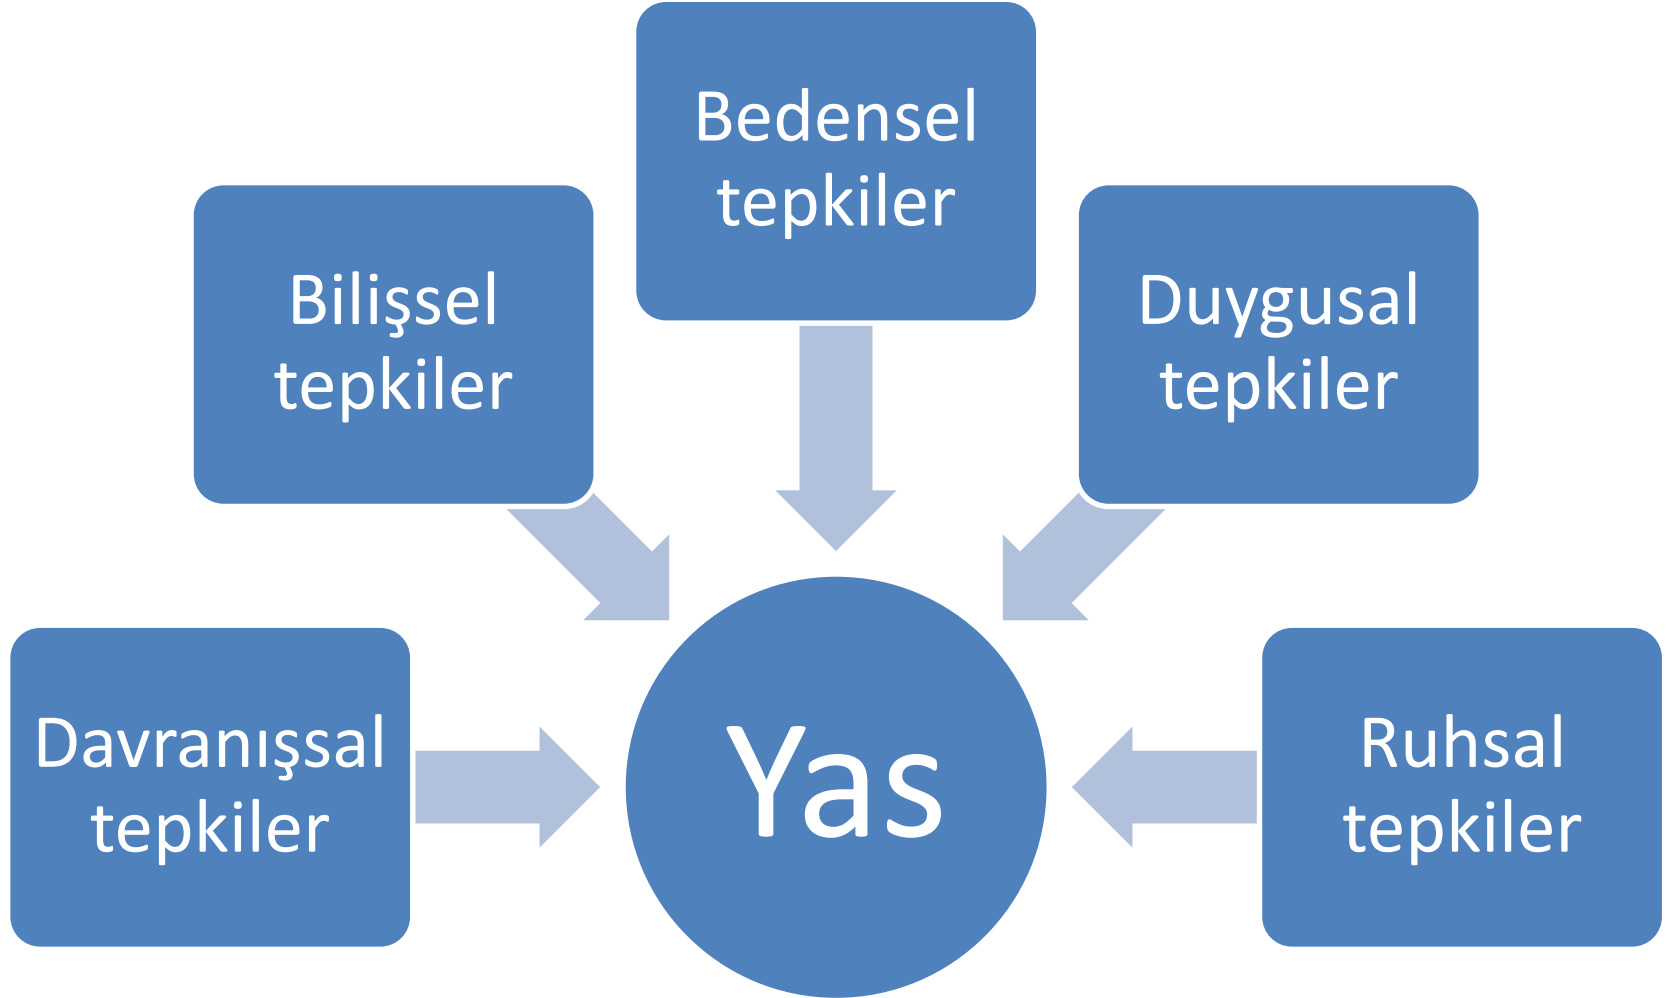 Bedensel
tepkiler
Bilişsel
tepkiler
Duygusal
tepkiler
Davranışsal
tepkiler
Yas
Ruhsal
tepkiler